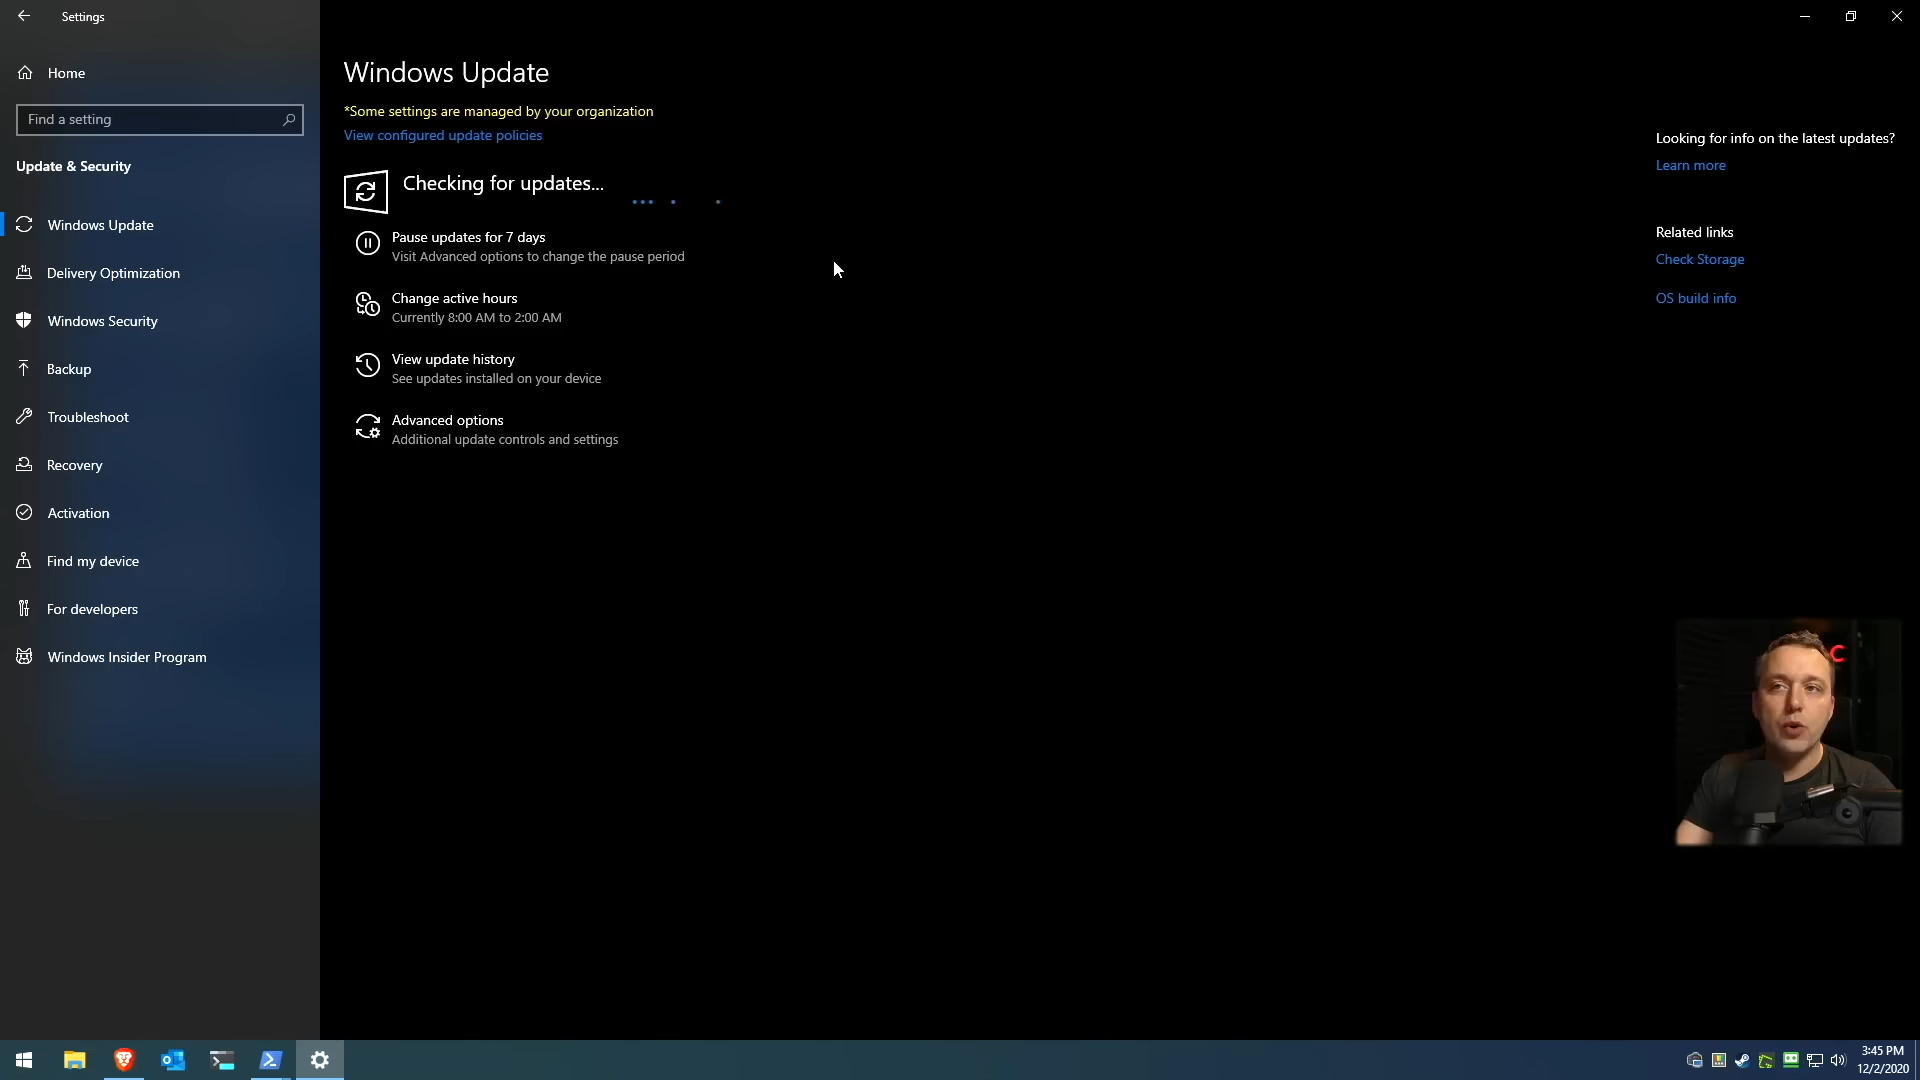 Settings
Home
Find a setting
Update & Security
Windows Update
Delivery Optimization
Windows Security
Backup
Troubleshoot
Recovery
Activation
Find my device
For developers
Windows Insider Program
Windows Update
*Some settings are managed by your organization
View configured update policies
Checking for updates...
Pause updates for 7 days
Visit Advanced options to change the pause period
Change active hours
Currently 8:00 AM to 2:00 AM
View update history
See updates installed on your device
Advanced options
Additional update controls and settings
Looking for info on the latest updates?
Learn more
Related links
Check Storage
OS build info
C
3:45 PM
12/2/2020